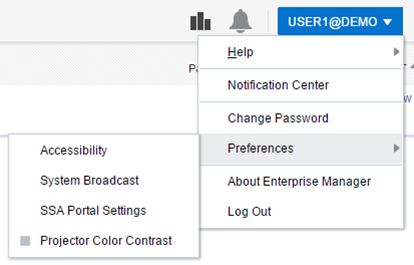 USER1@DEMO
Help
Pa
Notification Center
w
Change Password
Preferences
Accessibility
System Broadcast
About Enterprise Manager
SSA Portal Settings
Log Out
Projector Color Contrast